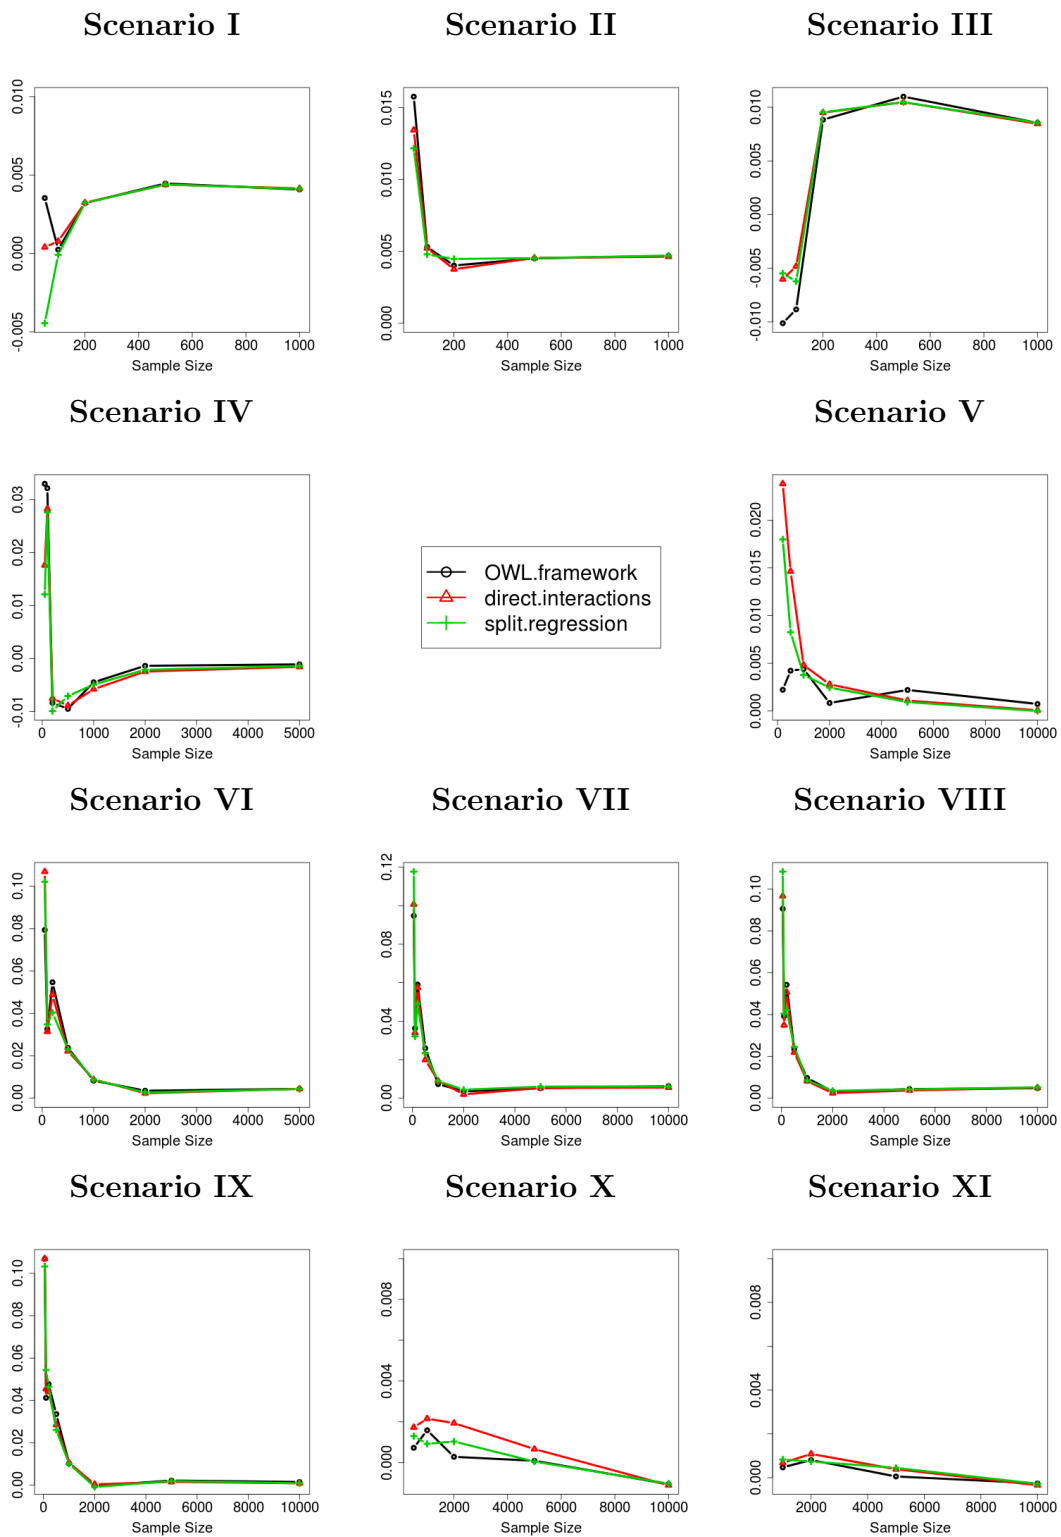 Scenario I
Scenario II
Scenario III
0.010
0.005
0.000
-0.005
200 400 600 800 1000
Sample Size
0.015
0.010
0.005
0.000
200 400 600 800 1000
Sample Size
0.010
0.005
0.000
-0.005
-0.010
200 400 600 800 1000
Sample Size
Scenario IV
Scenario V
0.03
0.02
0.01
0.00
-0.01
0 1000 2000 3000 4000 5000
Sample Size
OWL.framework
direct.interactions
split.regression
0.020
0.015
0.010
0.005
0.000
0 2000 4000 6000 8000 10000
Sample Size
Scenario VI
Scenario VII
Scenario VIII
0.10
0.08
0.06
0.04
0.02
0.00
0 1000 2000 3000 4000 5000
Sample Size
0.12
0.08
0.04
0.00
0 2000 4000 6000 8000 10000
Sample Size
0.10
0.08
0.06
0.04
0.02
0.00
0 2000 4000 6000 8000 10000
Sample Size
Scenario IX
Scenario X
Scenario XI
0.10
0.08
0.06
0.04
0.02
0.00
0 2000 4000 6000 8000 10000
Sample Size
0.008
0.004
0.000
2000 4000 6000 8000 10000
Sample Size
0.008
0.004
0.000
2000 4000 6000 8000 10000
Sample Size